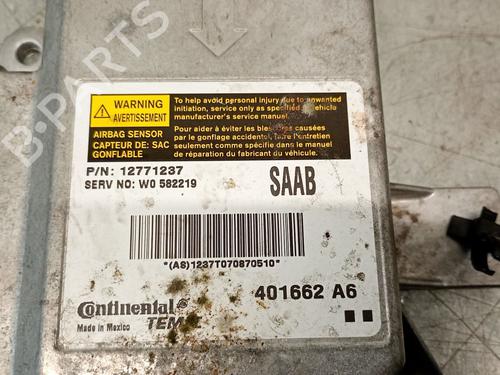 B-PARTS
WARNING
AVERTISSEMENT
AIRBAG SENSOR
CAPTEUR DE: SAC
GONFLABLE
To help avoid personal injury due to unwanted
initiation, service only as specified in vehicle
manufacturer's service manual.
Pour aider à éviter les blessures causées
par le gonflage accidentel, faire l'entretien
seulement comme spécifie dans le manuel
de réparation du fabricant du véhicule.
P/N: 12771237
SERV NO: W0 582219
SAAB
*(AS)1237T070870510*
Continental
TEMIC
Made in Mexico
401662 A6